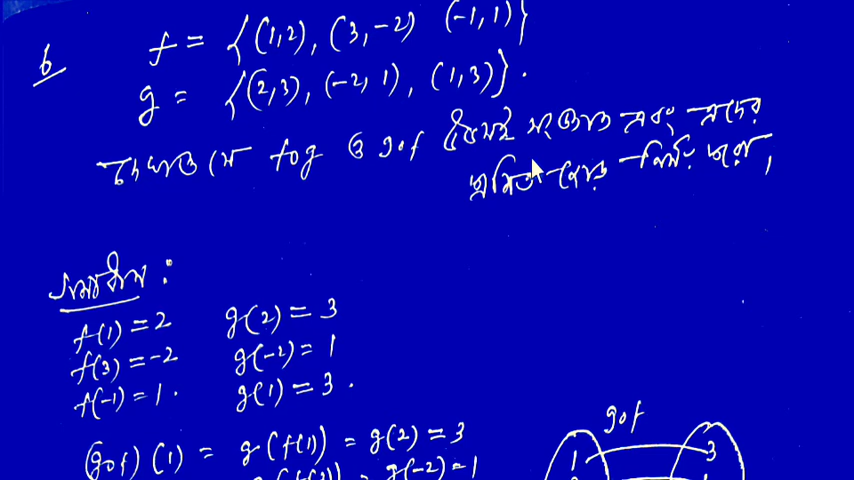 6 f = {(1,2), (3,-2) (-1,1)}
g = {(2,3), (-2,1), (1,3)}.
দেখাও যে fog ও gof উভয়ই সংজ্ঞাত এবং তাদের
নির্ণয় করো,
সমাধান :
f(1) = 2 g(2) = 3
f(3) = -2 g(-2) = 1
f(-1) = 1. g(1) = 3.
gof
(gof)(1) = g(f(1)) = g(2) = 3
1 3
g(-2) = 1